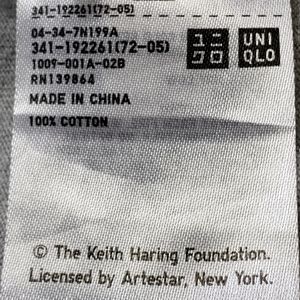 341-192261(72-05)
04-34-7N199A
341-192261(72-05)
1009-001A-02B
RN139864
MADE IN CHINA
100% COTTON
ユニ
クロ
UNI
QLO
© The Keith Haring Foundation.
Licensed by Artestar, New York.